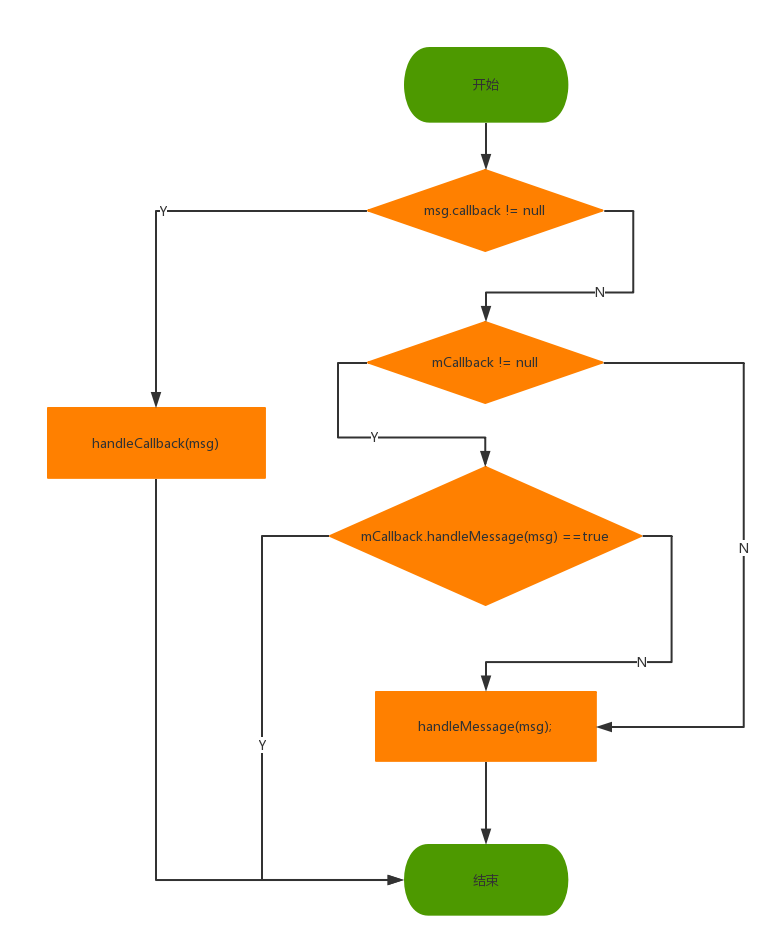 开始
msg.callback != null
Y
N
mCallback != null
handleCallback(msg)
Y
mCallback.handleMessage(msg) ==true
N
N
handleMessage(msg);
Y
结束